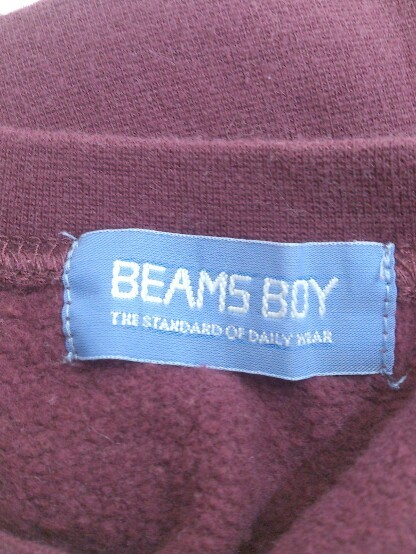 BEAMS BOY
THE STANDARD OF DAILY WEAR